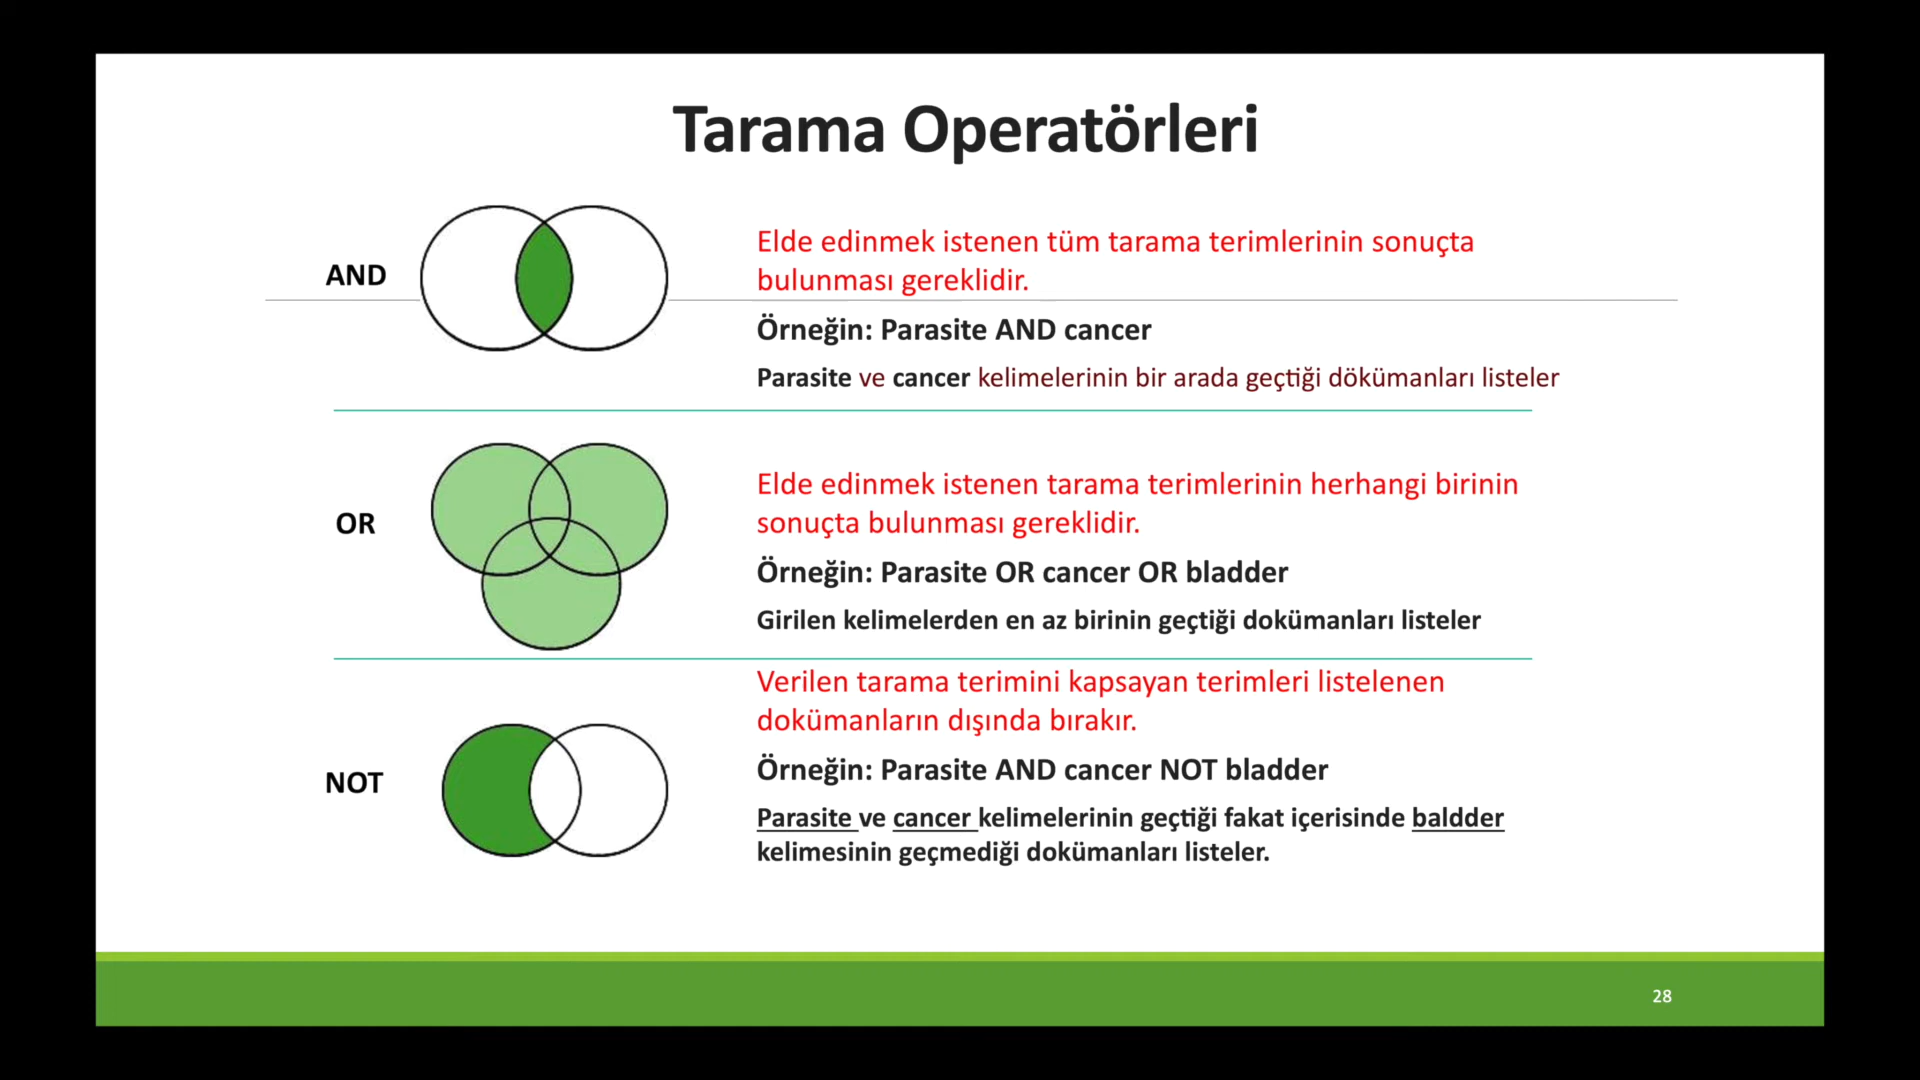 Tarama Operatörleri
AND
Elde edinmek istenen tüm tarama terimlerinin sonuçta
bulunması gereklidir.
Örneğin: Parasite AND cancer
Parasite ve cancer kelimelerinin bir arada geçtiği dökümanları listeler
OR
Elde edinmek istenen tarama terimlerinin herhangi birinin
sonuçta bulunması gereklidir.
Örneğin: Parasite OR cancer OR bladder
Girilen kelimelerden en az birinin geçtiği dokümanları listeler
NOT
Verilen tarama terimini kapsayan terimleri listelenen
dokümanların dışında bırakır.
Örneğin: Parasite AND cancer NOT bladder
Parasite ve cancer kelimelerinin geçtiği fakat içerisinde baldder
kelimesinin geçmediği dokümanları listeler.
28